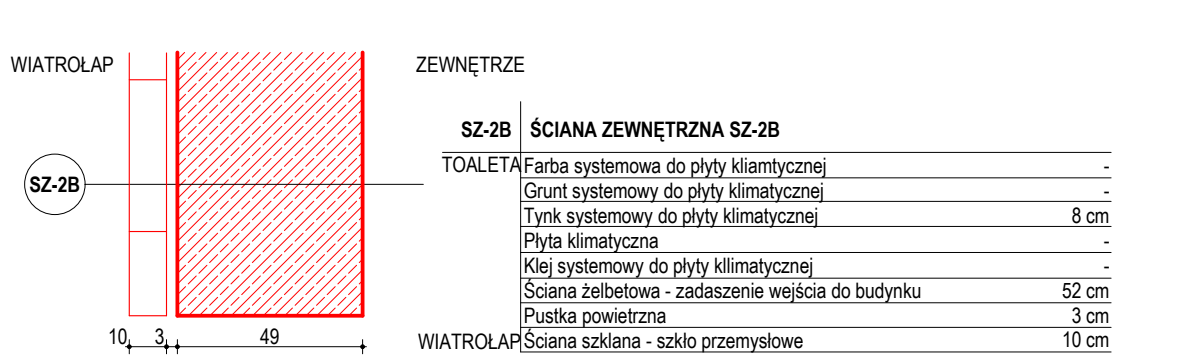 WIATROŁAP
ZEWNĘTRZE
SZ-2B ŚCIANA ZEWNĘTRZNA SZ-2B
TOALETA Farba systemowa do płyty kliamtycznej -
SZ-2B
Grunt systemowy do płyty klimatycznej -
Tynk systemowy do płyty klimatycznej 8 cm
Płyta klimatyczna -
Klej systemowy do płyty kllimatycznej -
Ściana żelbetowa - zadaszenie wejścia do budynku 52 cm
Pustka powietrzna 3 cm
10 3 49
WIATROŁAP Ściana szklana - szkło przemysłowe 10 cm